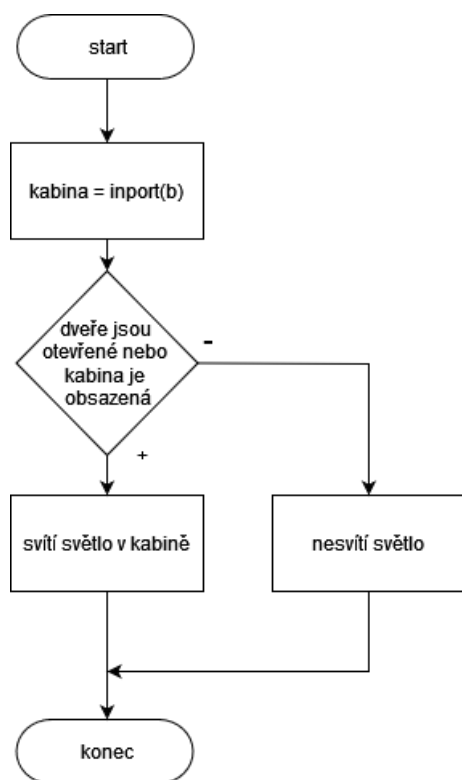 start
kabina = inport(b)
dveře jsou
otevřené nebo
kabina je
obsazená
-
+
svítí světlo v kabině
nesvítí světlo
konec